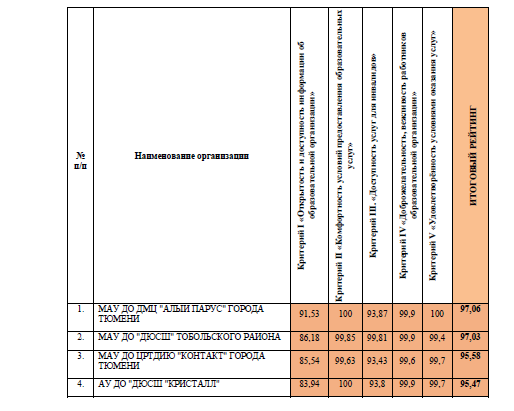 №
п/п
Наименование организации
Критерий I «Открытость и доступность информации об
образовательной организации»
Критерий II «Комфортность условий предоставления образовательных
услуг»
Критерий III. «Доступность услуг для инвалидов»
Критерий IV «Доброжелательность, вежливость работников
образовательной организации»
Критерий V «Удовлетворённость условиями оказания услуг»
ИТОГОВЫЙ РЕЙТИНГ
1. МАУ ДО ДМЦ "АЛЫЙ ПАРУС" ГОРОДА
ТЮМЕНИ
91,53 100 93,87 99,9 100 97,06
2. МАУ ДО "ДЮСШ" ТОБОЛЬСКОГО РАЙОНА 86,18 99,85 99,81 99,9 99,4 97,03
3. МАУ ДО ЦРТДИЮ "КОНТАКТ" ГОРОДА
ТЮМЕНИ
85,54 99,63 93,43 99,6 99,7 95,58
4. АУ ДО "ДЮСШ "КРИСТАЛЛ" 83,94 100 93,8 99,9 99,7 95,47